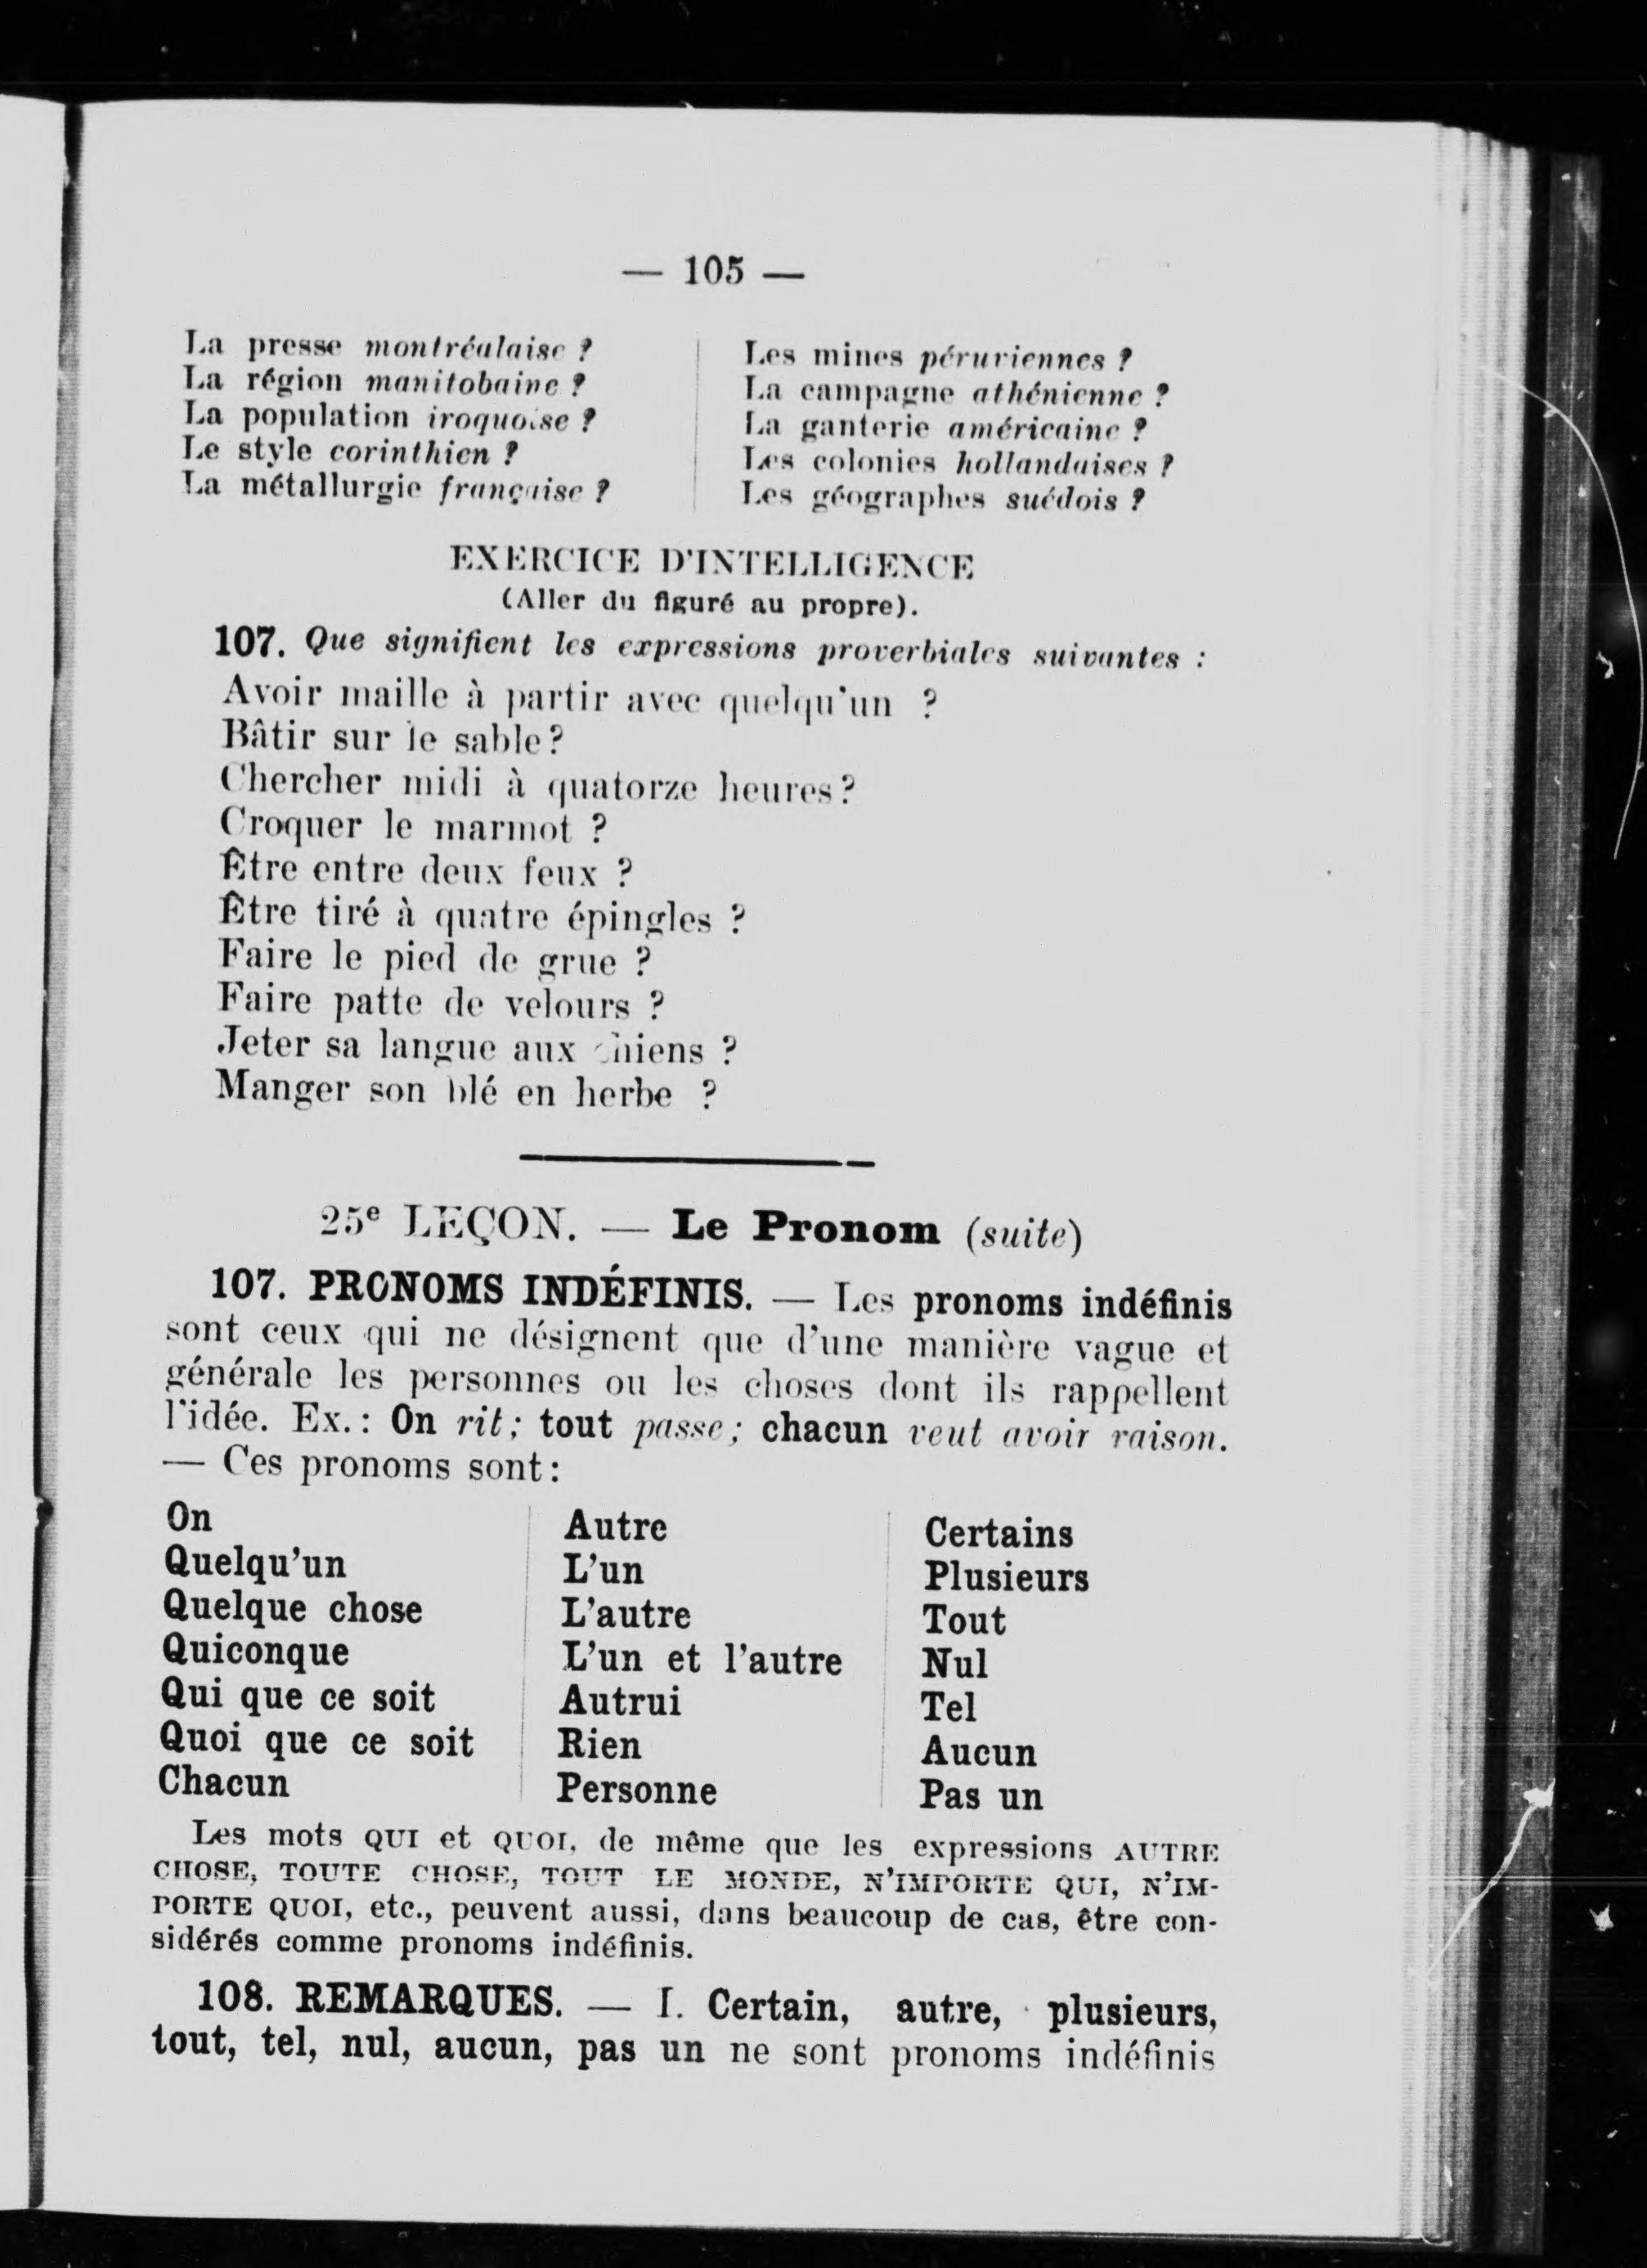 — 105 —
La presse montréalaise ?
La région manitobaine ?
La population iroquoise ?
Le style corinthien ?
La métallurgie française ?
Les mines péruviennes ?
La campagne athénienne ?
La ganterie américaine ?
Les colonies hollandaises ?
Les géographes suédois ?
EXERCICE D'INTELLIGENCE
(Aller du figuré au propre).
107. Que signifient les expressions proverbiales suivantes :
Avoir maille à partir avec quelqu'un ?
Bâtir sur le sable?
Chercher midi à quatorze heures?
Croquer le marmot ?
Être entre deux feux ?
Être tiré à quatre épingles ?
Faire le pied de grue ?
Faire patte de velours ?
Jeter sa langue aux chiens ?
Manger son blé en herbe ?
25e LEÇON. — Le Pronom (suite)
107. PRONOMS INDÉFINIS. — Les pronoms indéfinis
sont ceux qui ne désignent que d'une manière vague et
générale les personnes ou les choses dont ils rappellent
l'idée. Ex.: On rit; tout passe; chacun veut avoir raison.
— Ces pronoms sont:
On
Quelqu'un
Quelque chose
Quiconque
Qui que ce soit
Quoi que ce soit
Chacun
Autre
L'un
L'autre
L'un et l'autre
Autrui
Rien
Personne
Certains
Plusieurs
Tout
Nul
Tel
Aucun
Pas un
Les mots QUI et QUOI, de même que les expressions AUTRE
CHOSE, TOUTE CHOSE, TOUT LE MONDE, N'IMPORTE QUI, N'IM-
PORTE QUOI, etc., peuvent aussi, dans beaucoup de cas, être con-
sidérés comme pronoms indéfinis.
108. REMARQUES. — I. Certain, autre, plusieurs,
tout, tel, nul, aucun, pas un ne sont pronoms indéfinis